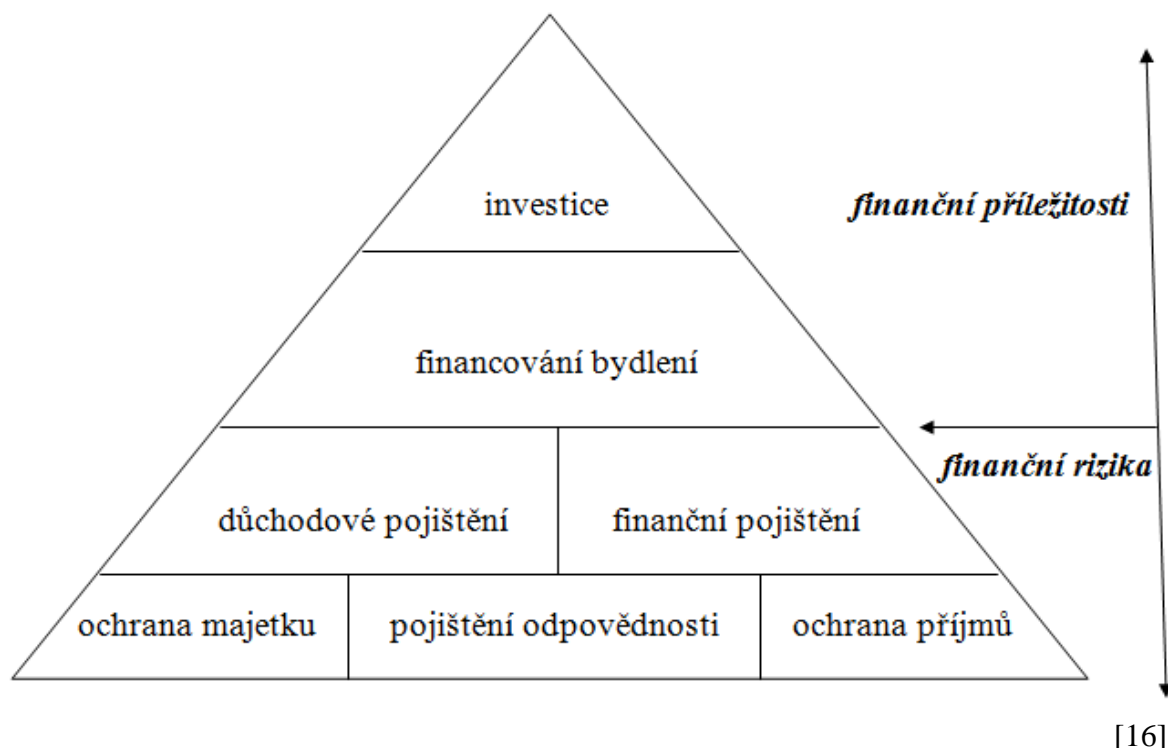 investice
finanční příležitosti
financování bydlení
finanční rizika
důchodové pojištění
finanční pojištění
ochrana majetku
pojištění odpovědnosti
ochrana příjmů
[16]